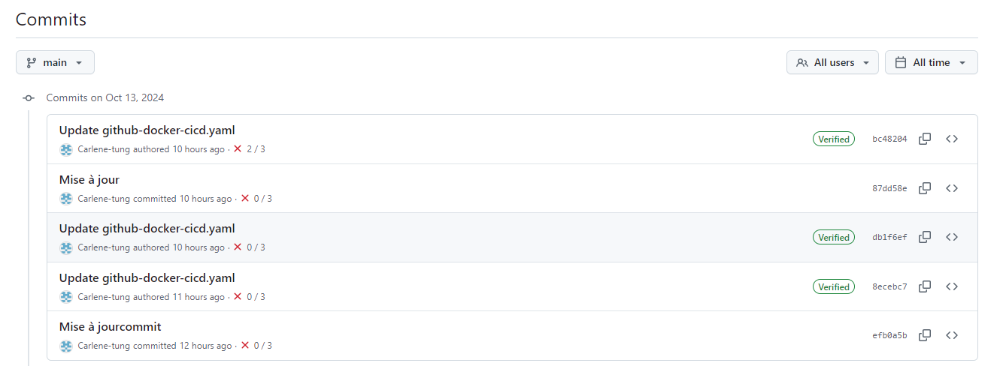 Commits
main
All users
All time
Commits on Oct 13, 2024
Update github-docker-cicd.yaml
Carlene-tung authored 10 hours ago · 2 / 3
Verified
bc48204
Mise à jour
Carlene-tung committed 10 hours ago · 0 / 3
87dd58e
Update github-docker-cicd.yaml
Carlene-tung authored 10 hours ago · 0 / 3
Verified
db1f6ef
Update github-docker-cicd.yaml
Carlene-tung authored 11 hours ago · 0 / 3
Verified
8ecebc7
Mise à jourcommit
Carlene-tung committed 12 hours ago · 0 / 3
efb0a5b